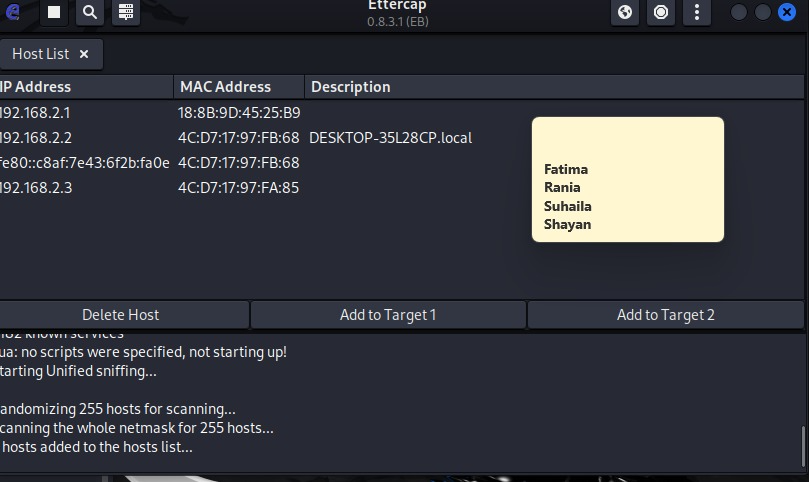 Ettercap
0.8.3.1 (EB)
Host List ×
IP Address MAC Address Description
192.168.2.1 18:8B:9D:45:25:B9
192.168.2.2 4C:D7:17:97:FB:68 DESKTOP-35L28CP.local
fe80::c8af:7e43:6f2b:fa0e 4C:D7:17:97:FB:68
192.168.2.3 4C:D7:17:97:FA:85
Fatima
Rania
Suhaila
Shayan
Delete Host Add to Target 1 Add to Target 2
known services
ua: no scripts were specified, not starting up!
tarting Unified sniffing...
andomizing 255 hosts for scanning...
canning the whole netmask for 255 hosts...
hosts added to the hosts list...